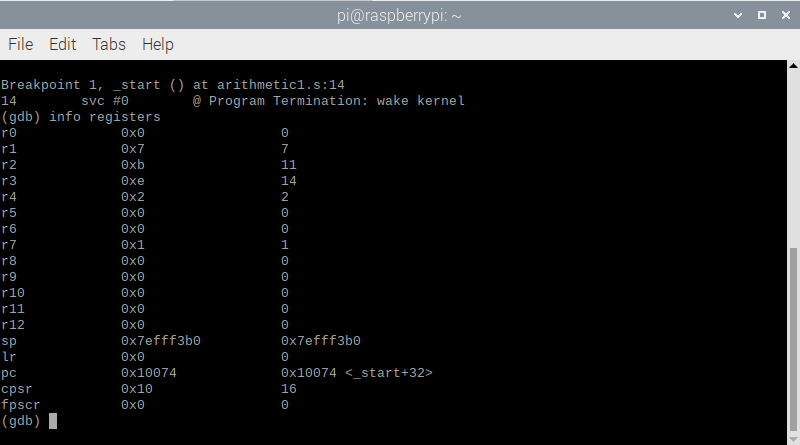 pi@raspberrypi: ~
File Edit Tabs Help
Breakpoint 1, _start () at arithmetic1.s:14
14        svc #0        @ Program Termination: wake kernel
(gdb) info registers
r0             0x0                 0
r1             0x7                 7
r2             0xb                 11
r3             0xe                 14
r4             0x2                 2
r5             0x0                 0
r6             0x0                 0
r7             0x1                 1
r8             0x0                 0
r9             0x0                 0
r10            0x0                 0
r11            0x0                 0
r12            0x0                 0
sp             0x7efff3b0          0x7efff3b0
lr             0x0                 0
pc             0x10074             0x10074 <_start+32>
cpsr           0x10                16
fpscr          0x0                 0
(gdb)